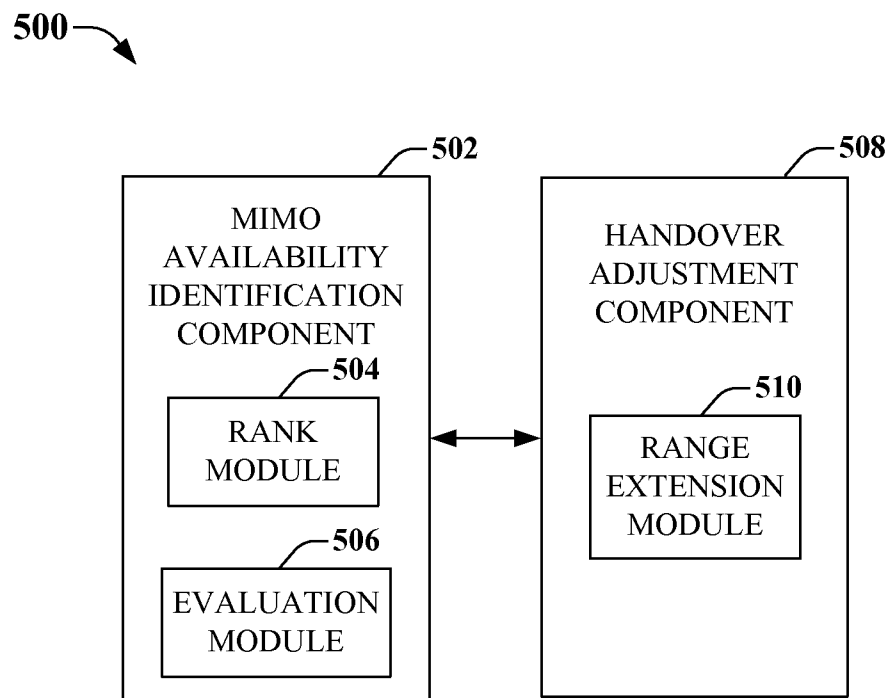 500
502
MIMO
AVAILABILITY
IDENTIFICATION
COMPONENT
504
RANK
MODULE
506
EVALUATION
MODULE
508
HANDOVER
ADJUSTMENT
COMPONENT
510
RANGE
EXTENSION
MODULE